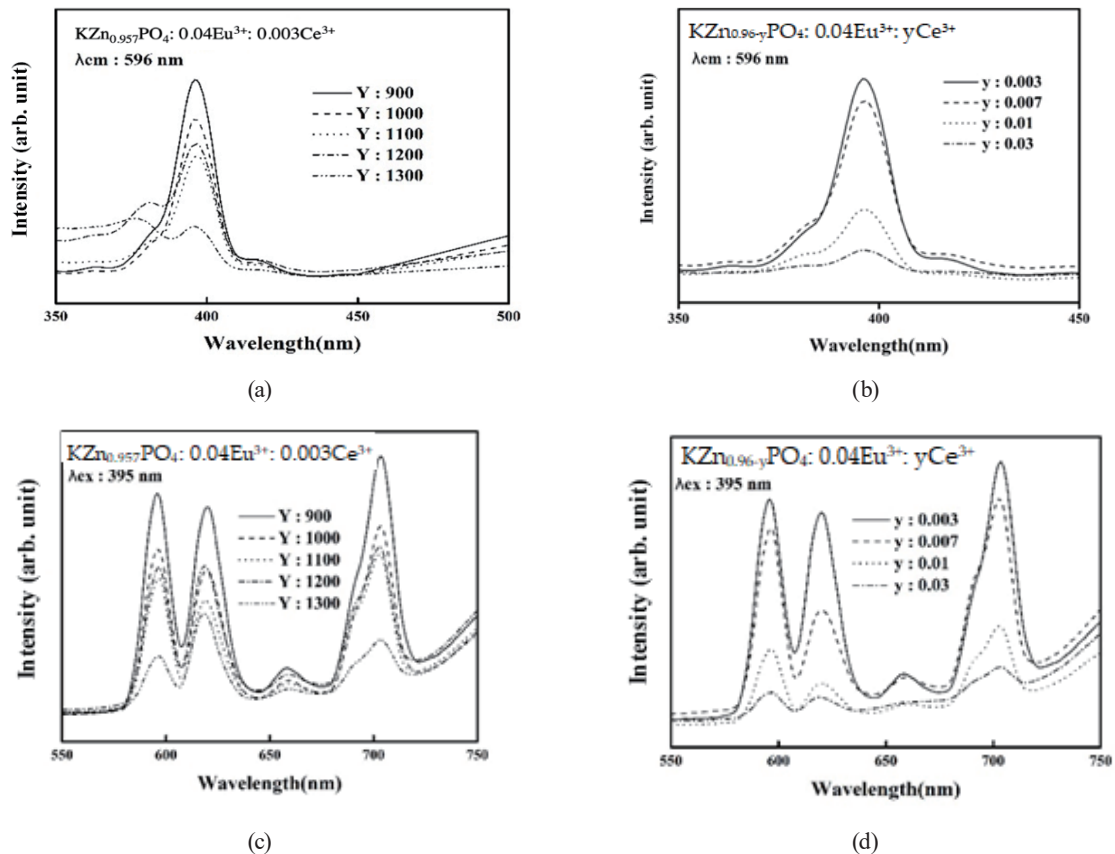 KZn₀.₉₅₇PO₄: 0.04Eu³⁺: 0.003Ce³⁺
λem : 596 nm
Y : 900
Y : 1000
Y : 1100
Y : 1200
Y : 1300
Intensity (arb. unit)
350 400 450 500
Wavelength(nm)
(a)
KZn₀.₉₆₋yPO₄: 0.04Eu³⁺: yCe³⁺
λem : 596 nm
y : 0.003
y : 0.007
y : 0.01
y : 0.03
Intensity (arb. unit)
350 400 450
Wavelength(nm)
(b)
KZn₀.₉₅₇PO₄: 0.04Eu³⁺: 0.003Ce³⁺
λex : 395 nm
Y : 900
Y : 1000
Y : 1100
Y : 1200
Y : 1300
Intensity (arb. unit)
550 600 650 700 750
Wavelength(nm)
(c)
KZn₀.₉₆₋yPO₄: 0.04Eu³⁺: yCe³⁺
λex : 395 nm
y : 0.003
y : 0.007
y : 0.01
y : 0.03
Intensity (arb. unit)
550 600 650 700 750
Wavelength(nm)
(d)